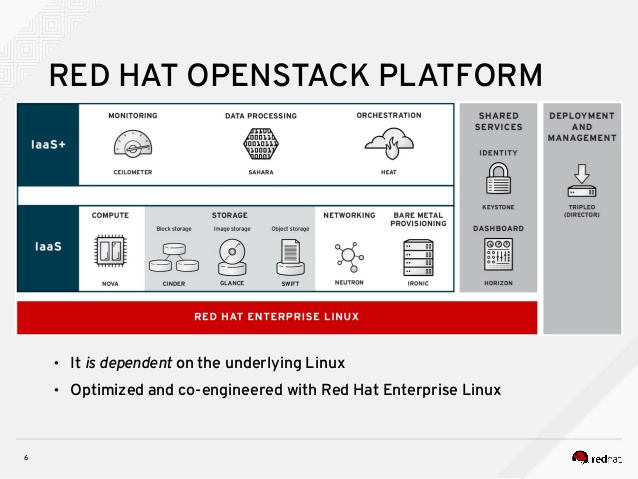 RED HAT OPENSTACK PLATFORM
IaaS+
MONITORING
CEILOMETER
DATA PROCESSING
SAHARA
ORCHESTRATION
HEAT
IaaS
COMPUTE
NOVA
STORAGE
Block storage
CINDER
Image storage
GLANCE
Object storage
SWIFT
NETWORKING
NEUTRON
BARE METAL
PROVISIONING
IRONIC
SHARED
SERVICES
IDENTITY
KEYSTONE
DASHBOARD
HORIZON
DEPLOYMENT
AND
MANAGEMENT
TRIPLEO
(DIRECTOR)
RED HAT ENTERPRISE LINUX
• It is dependent on the underlying Linux
• Optimized and co-engineered with Red Hat Enterprise Linux
6
redhat